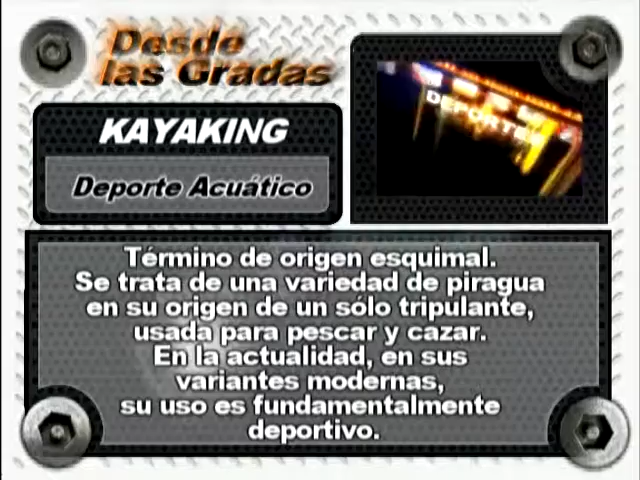 Desde
las Gradas
KAYAKING
Deporte Acuático
DEPORTE
Término de origen esquimal.
Se trata de una variedad de piragua
en su origen de un sólo tripulante,
usada para pescar y cazar.
En la actualidad, en sus
variantes modernas,
su uso es fundamentalmente
deportivo.